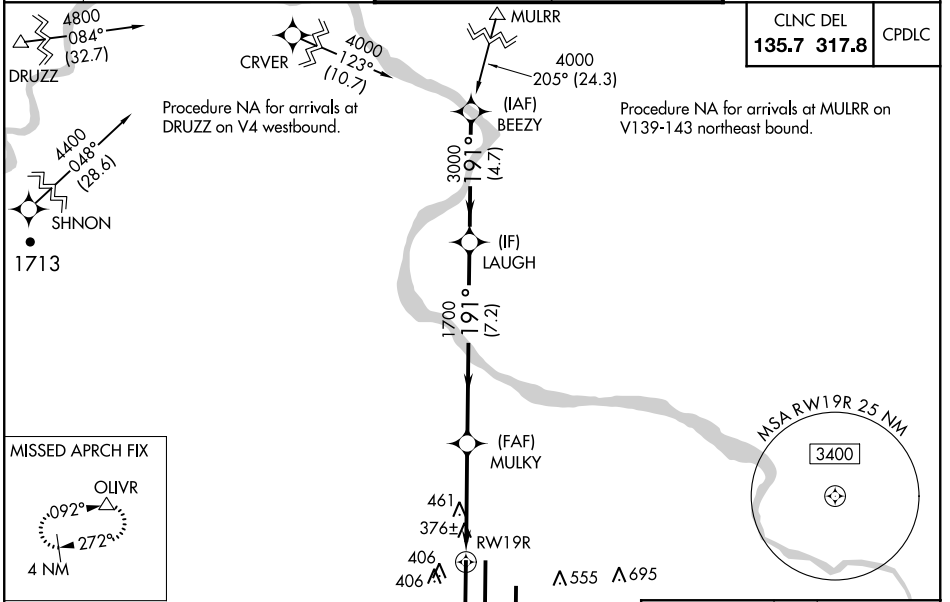 4800
084°
(32.7)
DRUZZ
CRVER
4000
123°
(10.7)
MULRR
4000
205° (24.3)
CLNC DEL
135.7 317.8
CPDLC
Procedure NA for arrivals at
DRUZZ on V4 westbound.
(IAF)
BEEZY
Procedure NA for arrivals at MULRR on
V139-143 northeast bound.
4400
048°
(28.6)
SHNON
1713
3000
191°
(4.7)
(IF)
LAUGH
1700
191°
(7.2)
(FAF)
MULKY
MISSED APRCH FIX
OLIVR
092°
272°
4 NM
461
376±
RW19R
406
406
555
695
MSA RW19R 25 NM
3400